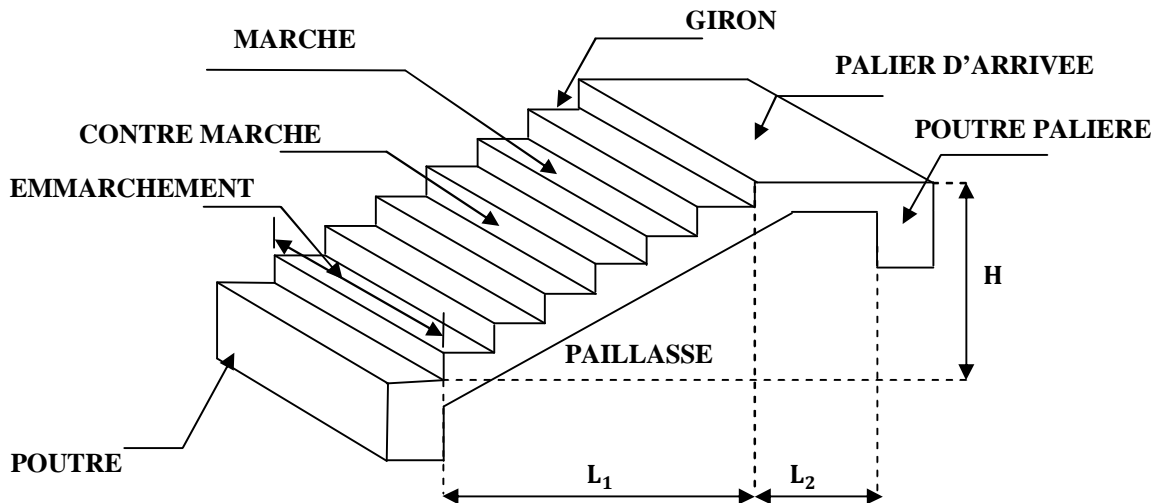 GIRON
MARCHE
PALIER D'ARRIVEE
CONTRE MARCHE
POUTRE PALIERE
EMMARCHEMENT
H
PAILLASSE
POUTRE
L₁
L₂